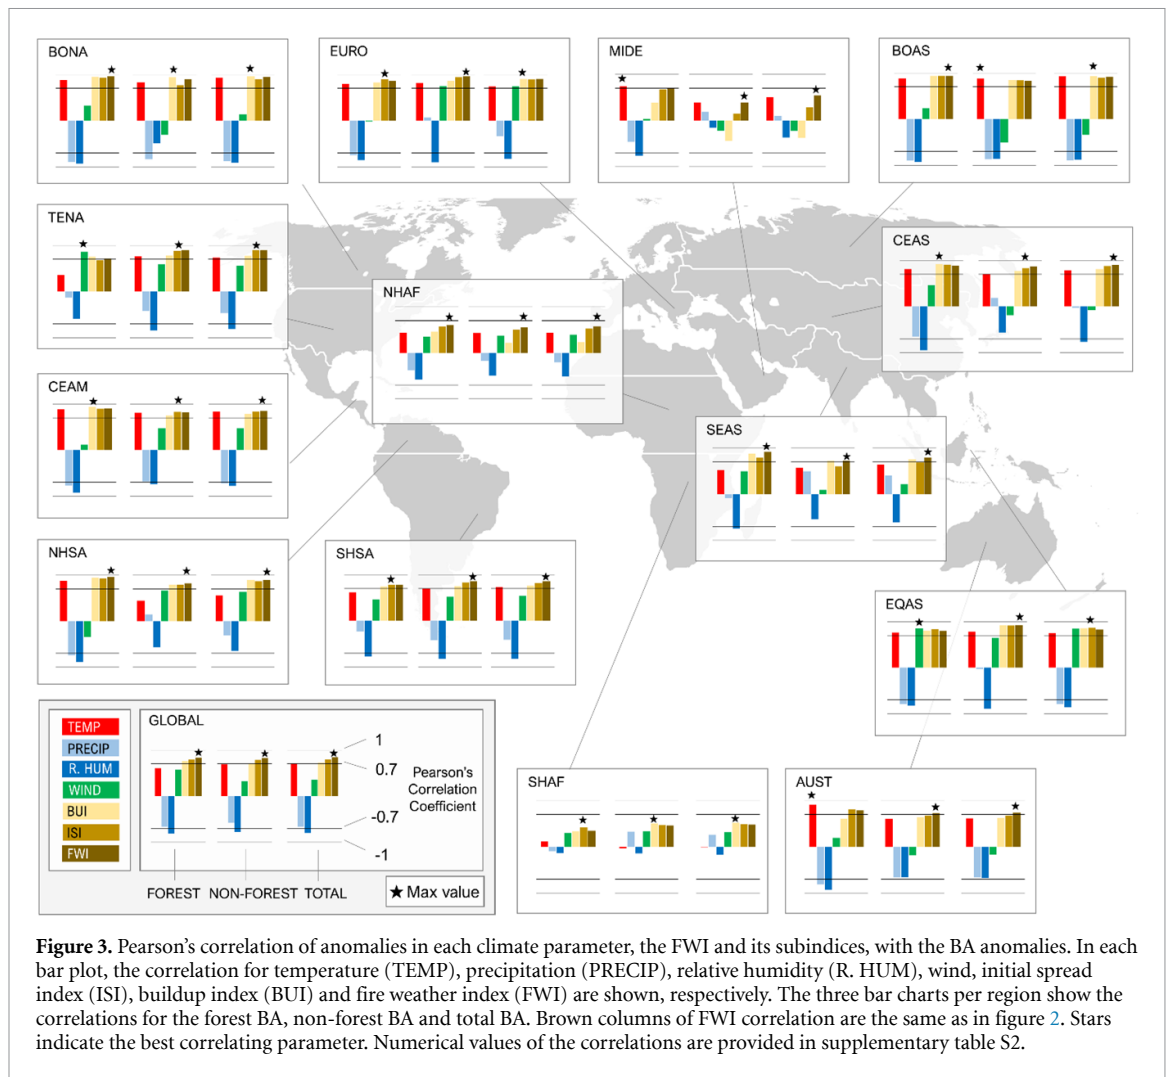 BONA
EURO
MIDE
BOAS
TENA
NHAF
CEAS
CEAM
SEAS
NHSA
SHSA
EQAS
TEMP
PRECIP
R. HUM
WIND
BUI
ISI
FWI
GLOBAL
1
0.7
Pearson's
Correlation
Coefficient
-0.7
-1
FOREST NON-FOREST TOTAL
★ Max value
SHAF
AUST
Figure 3. Pearson’s correlation of anomalies in each climate parameter, the FWI and its subindices, with the BA anomalies. In each
bar plot, the correlation for temperature (TEMP), precipitation (PRECIP), relative humidity (R. HUM), wind, initial spread
index (ISI), buildup index (BUI) and fire weather index (FWI) are shown, respectively. The three bar charts per region show the
correlations for the forest BA, non-forest BA and total BA. Brown columns of FWI correlation are the same as in figure 2. Stars
indicate the best correlating parameter. Numerical values of the correlations are provided in supplementary table S2.